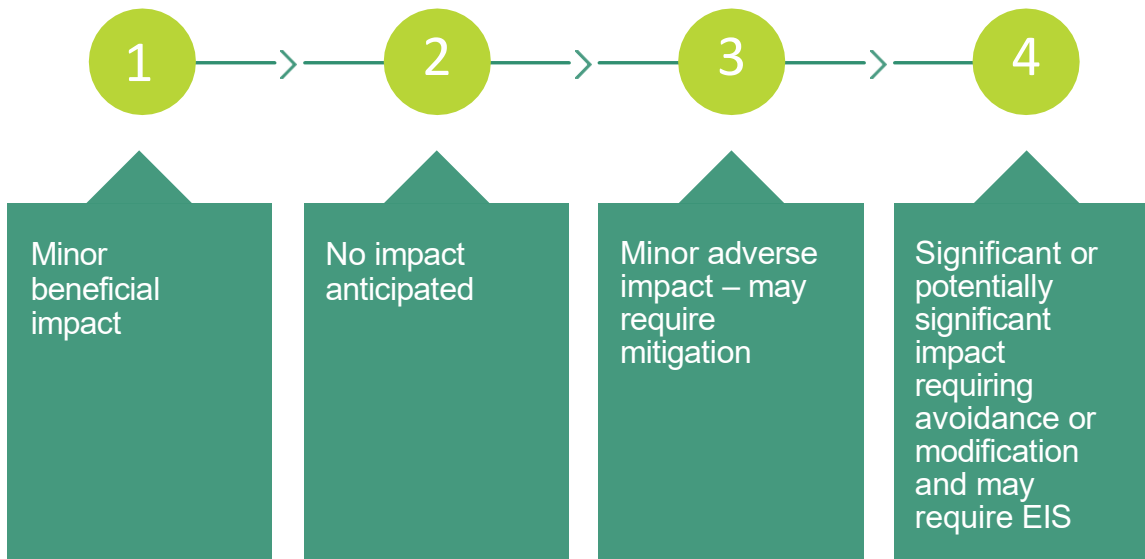 1
2
3
4
Minor
beneficial
impact
No impact
anticipated
Minor adverse
impact – may
require
mitigation
Significant or
potentially
significant
impact
requiring
avoidance or
modification
and may
require EIS